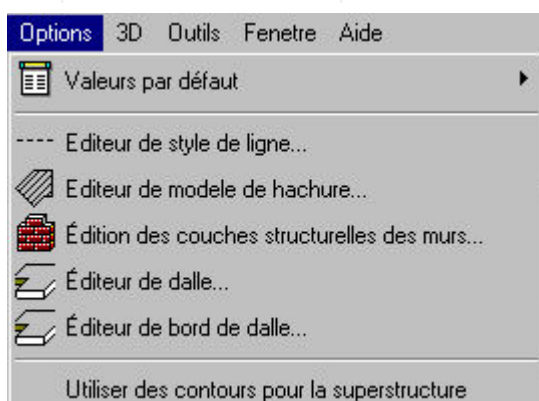 Options 3D Outils Fenetre Aide
Valeurs par défaut
Editeur de style de ligne...
Editeur de modele de hachure...
Édition des couches structurelles des murs...
Éditeur de dalle...
Éditeur de bord de dalle...
Utiliser des contours pour la superstructure